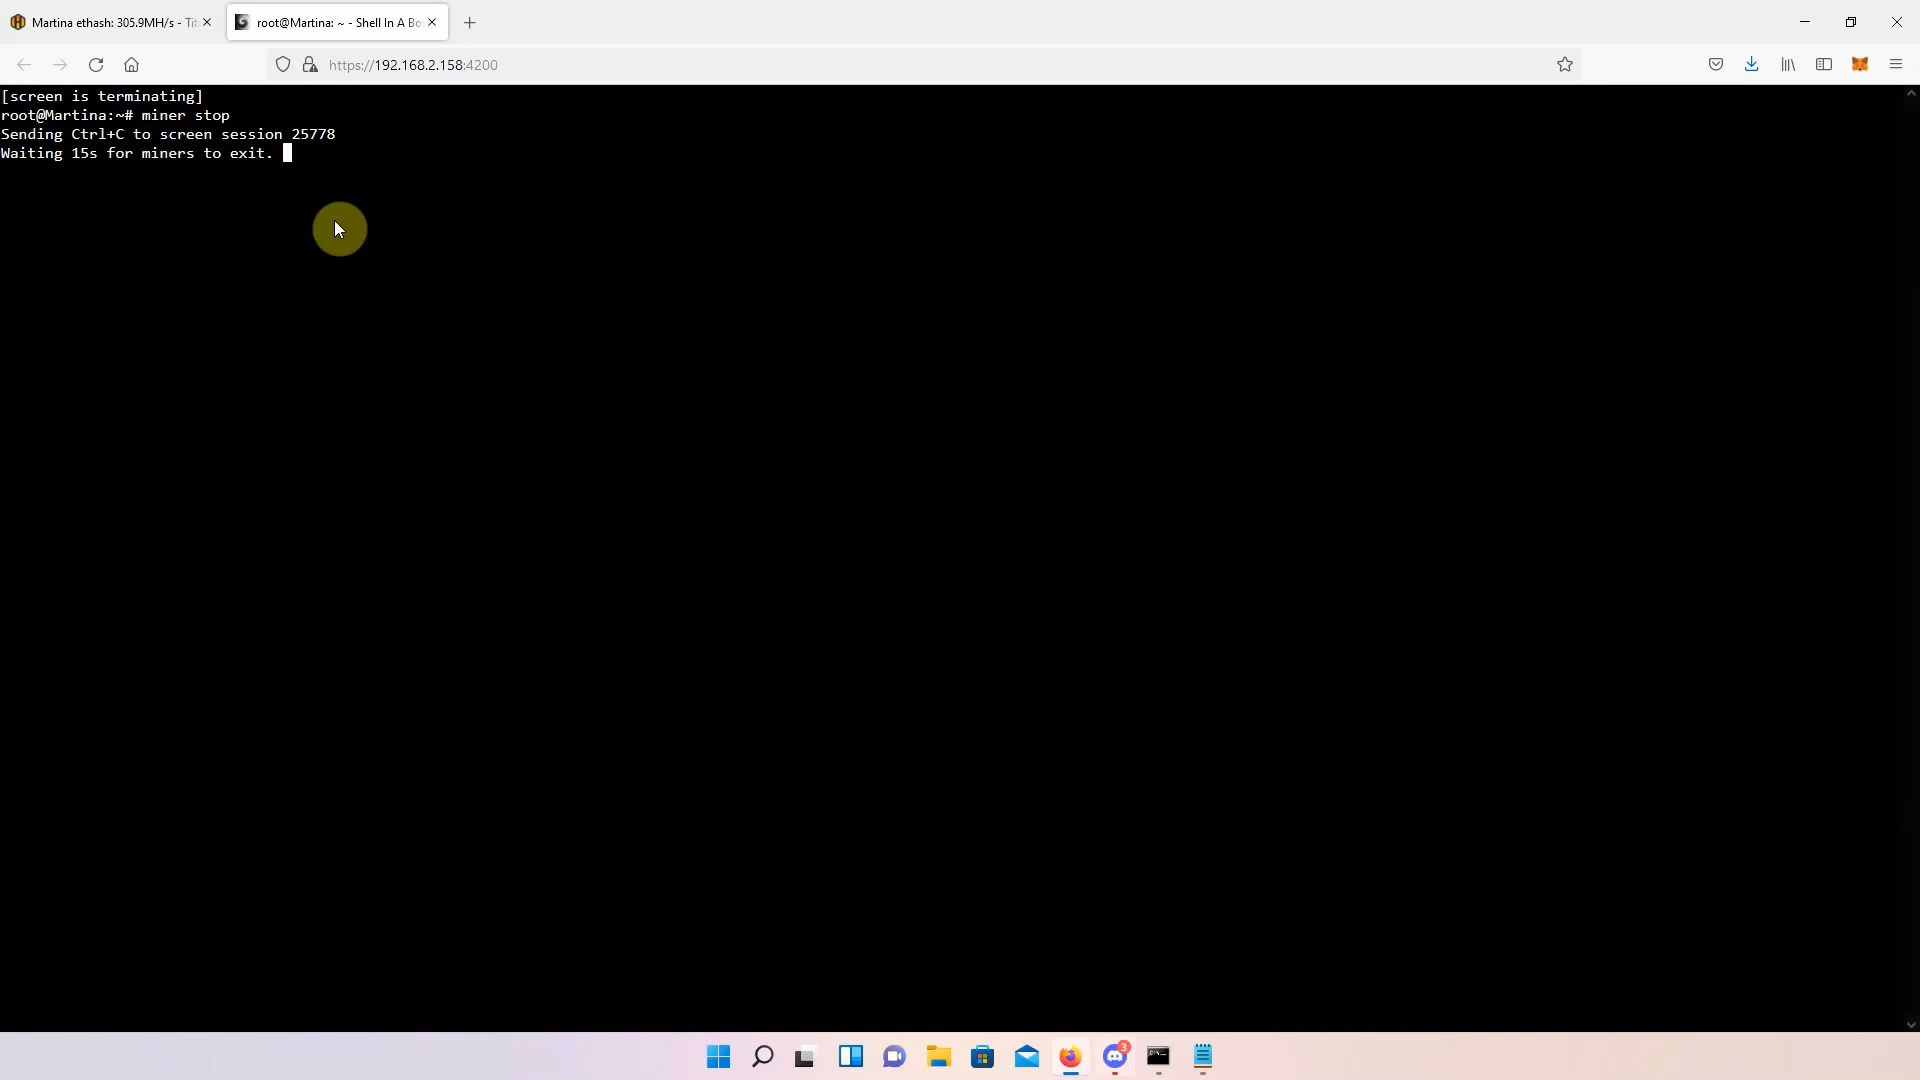 Martina ethash: 305.9MH/s - Tit
root@Martina: ~ - Shell In A Bo
https://192.168.2.158:4200
[screen is terminating]
root@Martina:~# miner stop
Sending Ctrl+C to screen session 25778
Waiting 15s for miners to exit.
3